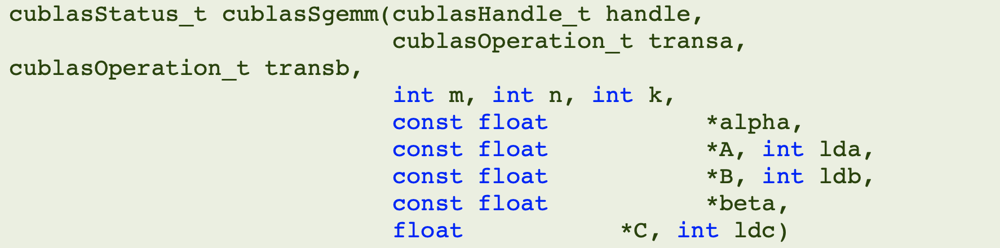 cublasStatus_t cublasSgemm(cublasHandle_t handle,
                           cublasOperation_t transa,
cublasOperation_t transb,
                           int m, int n, int k,
                           const float           *alpha,
                           const float           *A, int lda,
                           const float           *B, int ldb,
                           const float           *beta,
                           float           *C, int ldc)